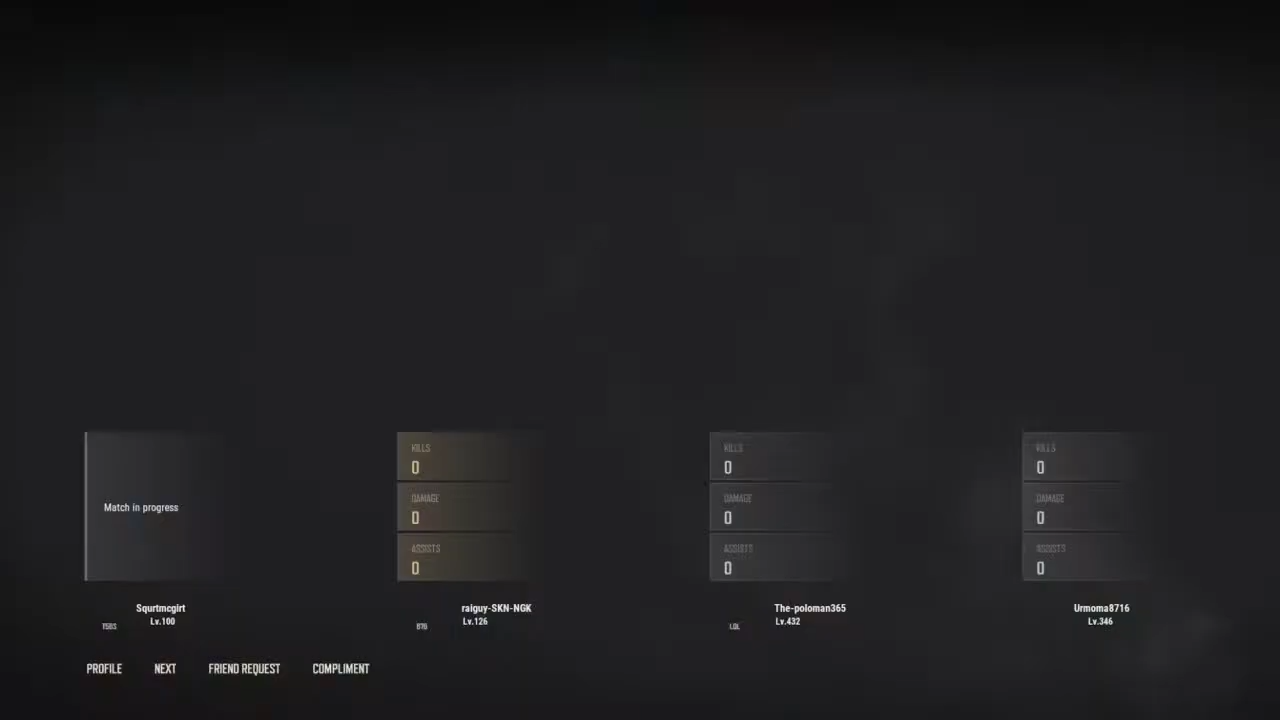 KILLS
0
DAMAGE
0
ASSISTS
0
KILLS
0
DAMAGE
0
ASSISTS
0
KILLS
0
DAMAGE
0
ASSISTS
0
Match in progress
Squrtmcgirt
Lv.100
raiguy-SKN-NGK
Lv.126
The-poloman365
Lv.432
LOL
Urmoma8716
Lv.346
PROFILE NEXT FRIEND REQUEST COMPLIMENT